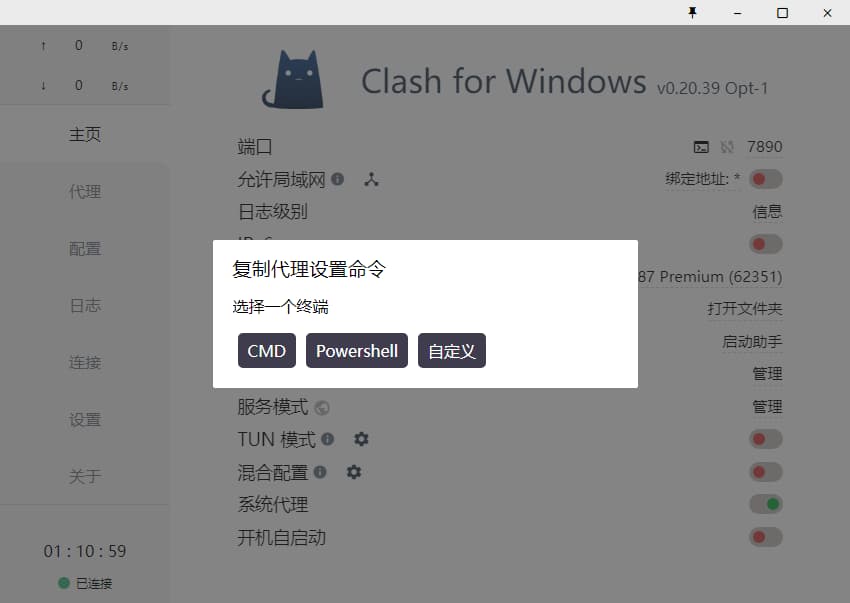 ↑ 0 B/s
↓ 0 B/s
主页
代理
配置
日志
连接
设置
关于
01 : 10 : 59
已连接
Clash for Windows v0.20.39 Opt-1
端口 7890
允许局域网 绑定地址: *
日志级别 信息
87 Premium (62351)
打开文件夹
启动助手
管理
复制代理设置命令
选择一个终端
CMD Powershell 自定义
服务模式 管理
TUN 模式
混合配置
系统代理
开机自启动